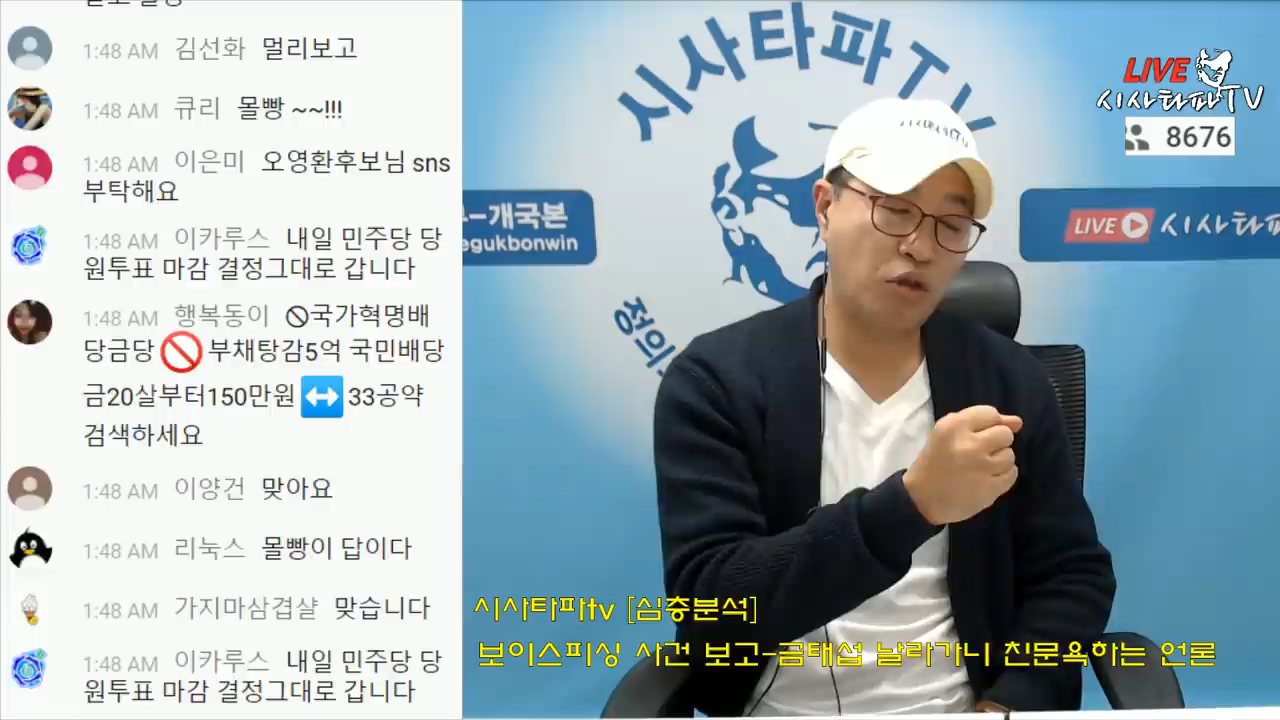 1:48 AM 김선화 멀리보고
1:48 AM 큐리 몰빵 ~~!!!
1:48 AM 이은미 오영환후보님 sns
부탁해요
1:48 AM 이카루스 내일 민주당 당
원투표 마감 결정그대로 갑니다
1:48 AM 행복동이 🚫국가혁명배
당금당🚫부채탕감5억 국민배당
금20살부터150만원↔️33공약
검색하세요
1:48 AM 이양건 맞아요
1:48 AM 리눅스 몰빵이 답이다
1:48 AM 가지마삼겹살 맞습니다
1:48 AM 이카루스 내일 민주당 당
원투표 마감 결정그대로 갑니다
시사타파TV
LIVE
시사타파TV
8676
-개국본
egukbonwin
LIVE 시사타파
정의
시사타파tv [심층분석]
보이스피싱 사건 보고-금태섭 날라가니 친문욕하는 언론